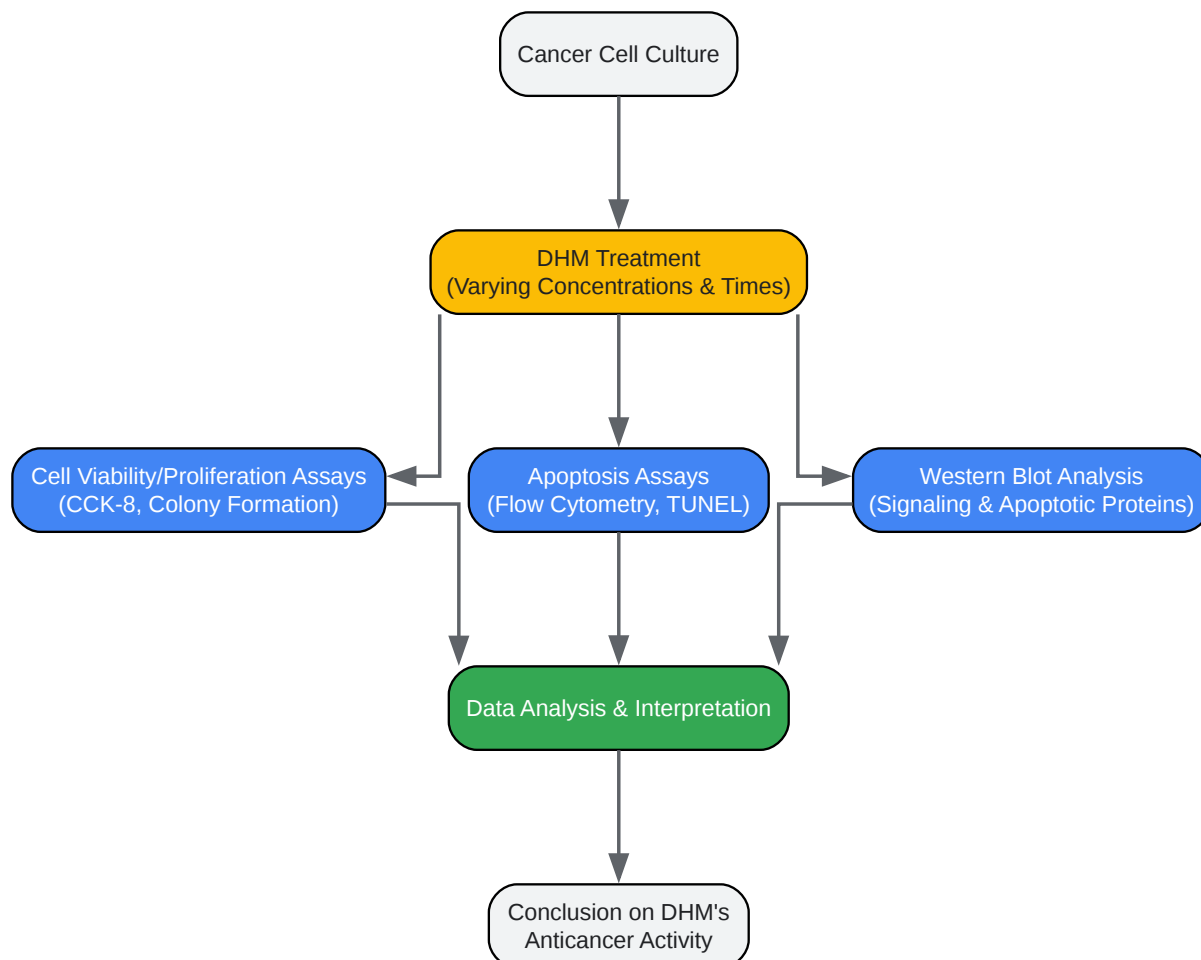 Cancer Cell Culture
DHM Treatment
(Varying Concentrations & Times)
Cell Viability/Proliferation Assays
(CCK-8, Colony Formation)
Apoptosis Assays
(Flow Cytometry, TUNEL)
Western Blot Analysis
(Signaling & Apoptotic Proteins)
Data Analysis & Interpretation
Conclusion on DHM's
Anticancer Activity